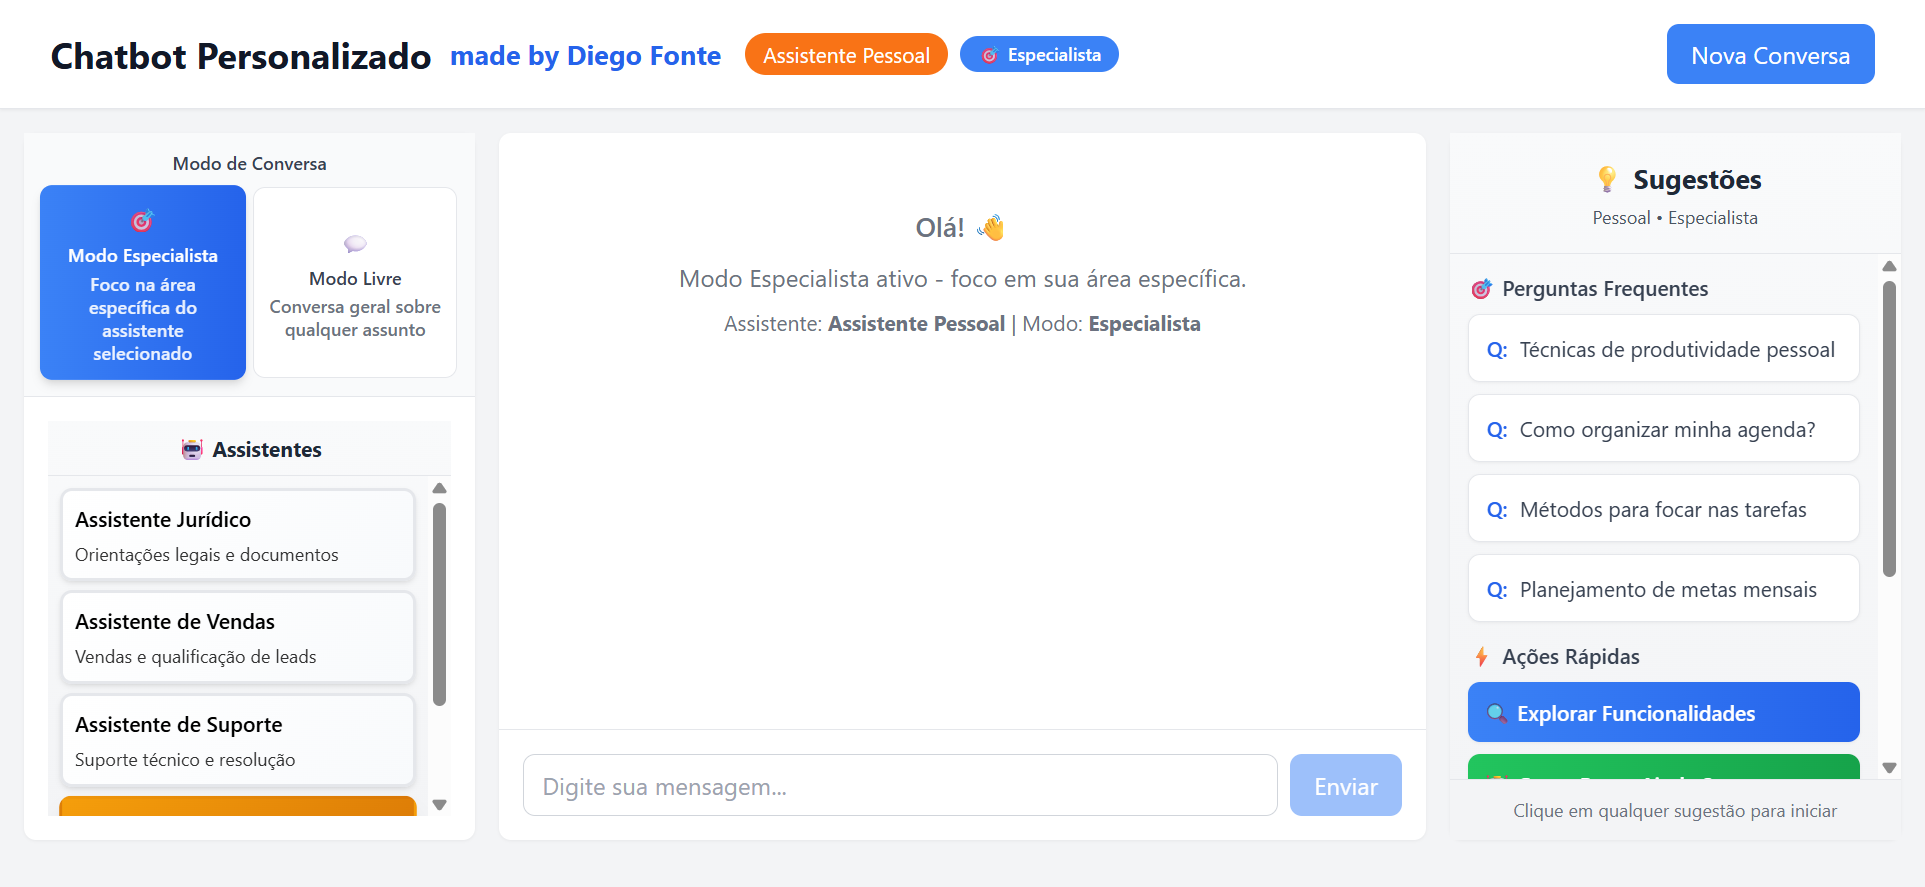 Chatbot Personalizado made by Diego Fonte Assistente Pessoal Especialista Nova Conversa
Modo de Conversa
Modo Especialista
Foco na área
específica do
assistente
selecionado
Modo Livre
Conversa geral sobre
qualquer assunto
Assistentes
Assistente Jurídico
Orientações legais e documentos
Assistente de Vendas
Vendas e qualificação de leads
Assistente de Suporte
Suporte técnico e resolução
Olá!
Modo Especialista ativo - foco em sua área específica.
Assistente: Assistente Pessoal | Modo: Especialista
Digite sua mensagem...
Enviar
Sugestões
Pessoal • Especialista
Perguntas Frequentes
Q: Técnicas de produtividade pessoal
Q: Como organizar minha agenda?
Q: Métodos para focar nas tarefas
Q: Planejamento de metas mensais
Ações Rápidas
Explorar Funcionalidades
Clique em qualquer sugestão para iniciar